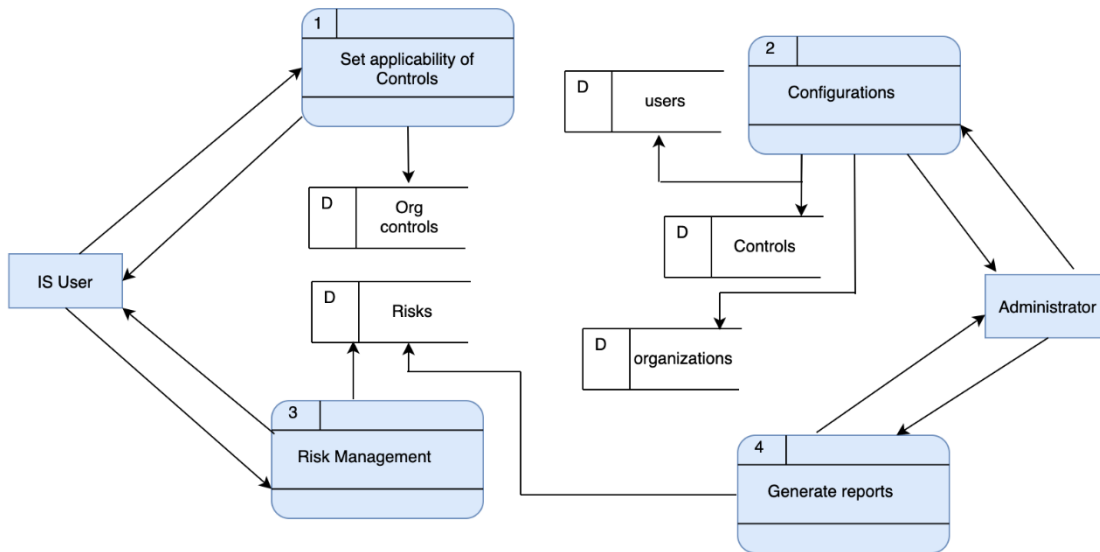 1
Set applicability of
Controls
2
Configurations
D
users
D
Org
controls
D
Controls
IS User
D
Risks
Administrator
D
organizations
3
Risk Management
4
Generate reports